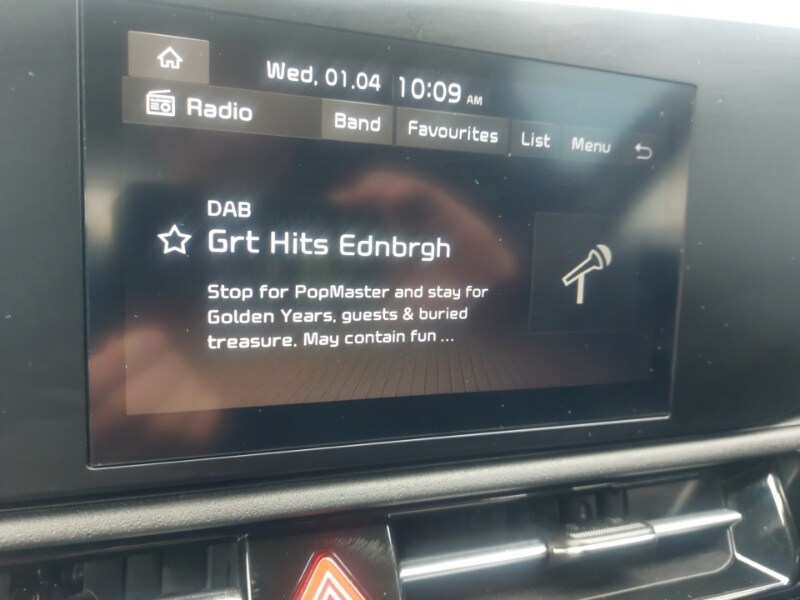 Wed, 01.04 10:09 AM
Radio Band Favourites List Menu
DAB
Grt Hits Ednbrgh
Stop for PopMaster and stay for
Golden Years, guests & buried
treasure. May contain fun ...